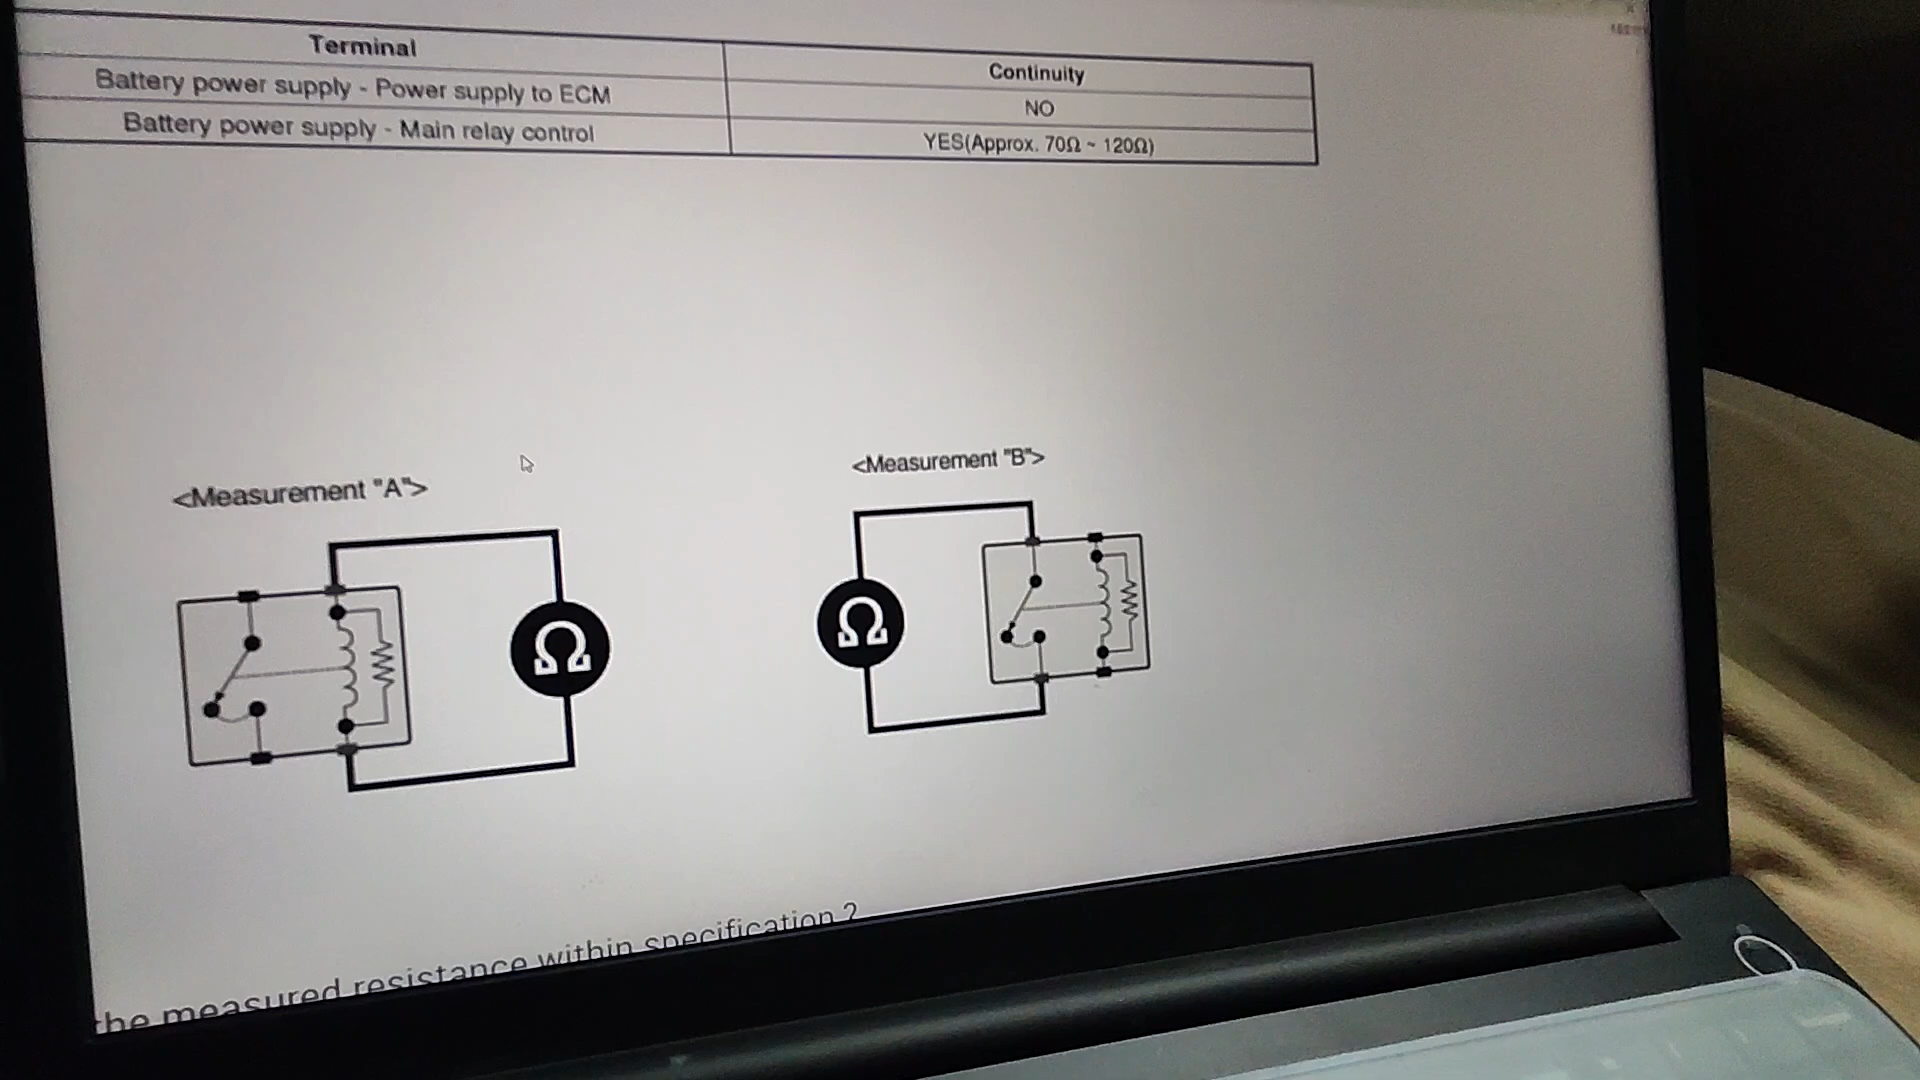 Terminal
Continuity
Battery power supply - Power supply to ECM
NO
Battery power supply - Main relay control
YES(Approx. 70Ω ~ 120Ω)
<Measurement "A">
<Measurement "B">
Ω
Ω
the measured resistance within specification ?